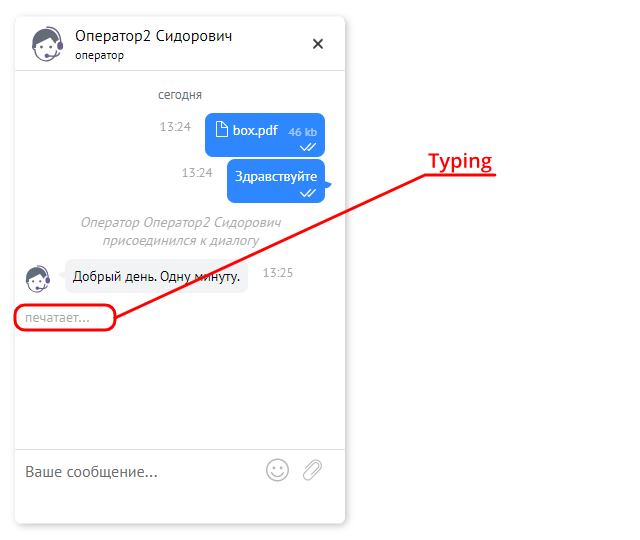 Оператор2 Сидорович
оператор
сегодня
13:24 box.pdf 46 kb
13:24 Здравствуйте
Typing
Оператор Оператор2 Сидорович
присоединился к диалогу
Добрый день. Одну минуту. 13:25
печатает...
Ваше сообщение...